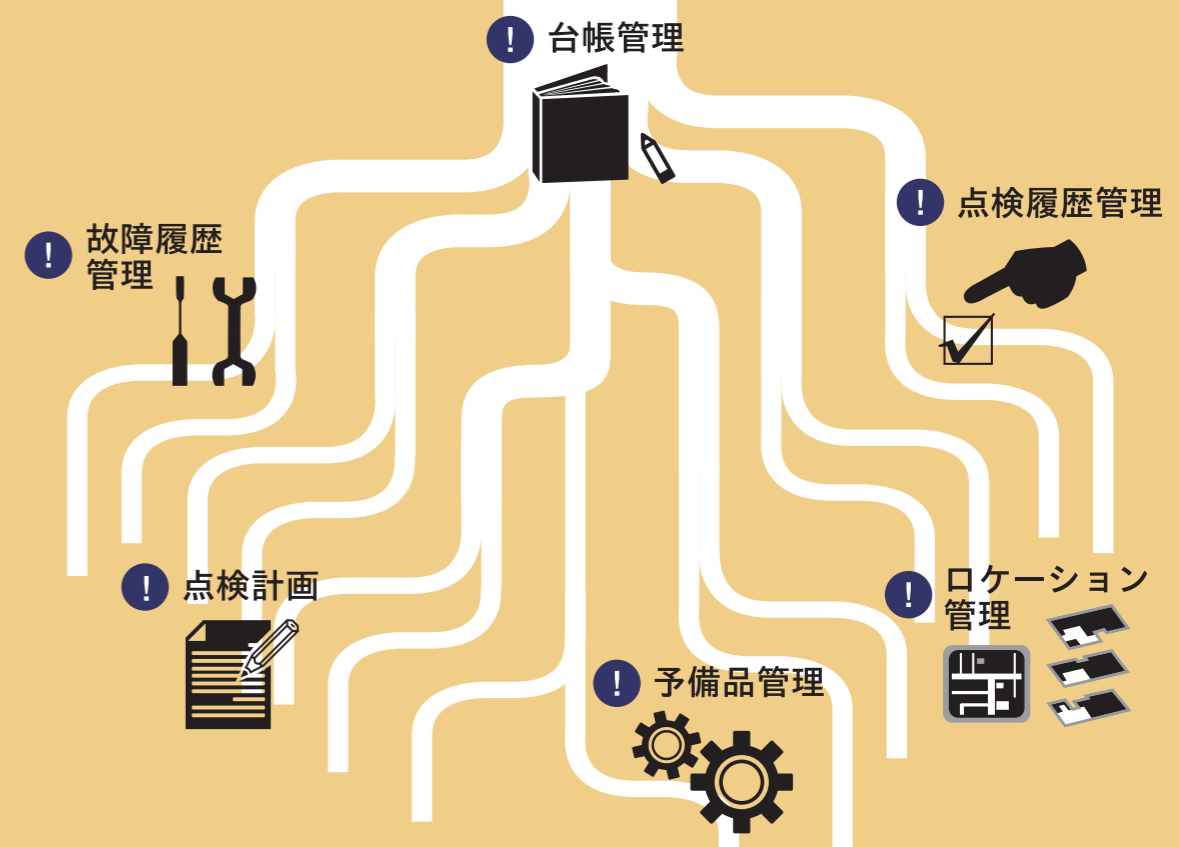 ! 台帳管理
! 点検履歴管理
! 故障履歴
管理
! 点検計画
! ロケーション
管理
! 予備品管理